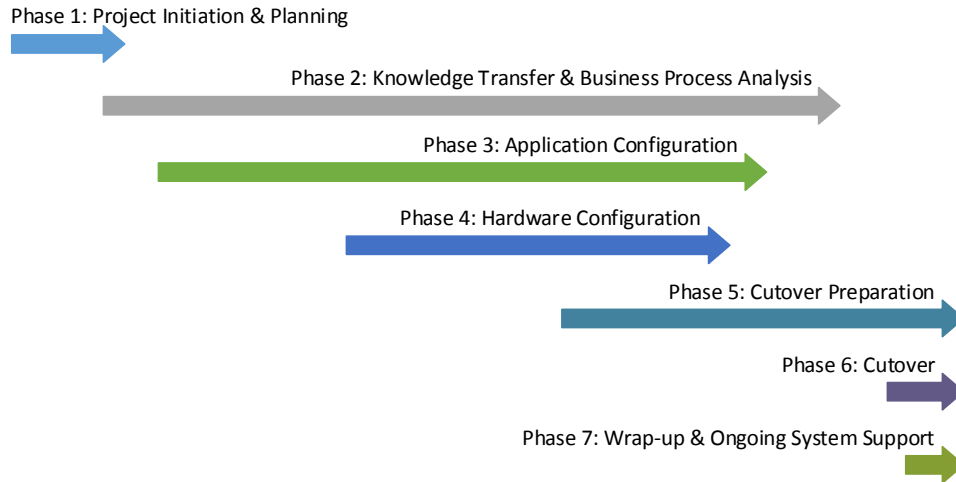 Phase 1: Project Initiation & Planning
Phase 2: Knowledge Transfer & Business Process Analysis
Phase 3: Application Configuration
Phase 4: Hardware Configuration
Phase 5: Cutover Preparation
Phase 6: Cutover
Phase 7: Wrap-up & Ongoing System Support